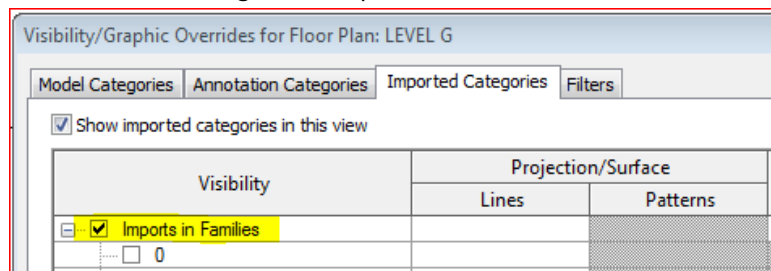 Visibility/Graphic Overrides for Floor Plan: LEVEL G
Model Categories Annotation Categories Imported Categories Filters
Show imported categories in this view
Visibility Projection/Surface
Lines Patterns
Imports in Families
0